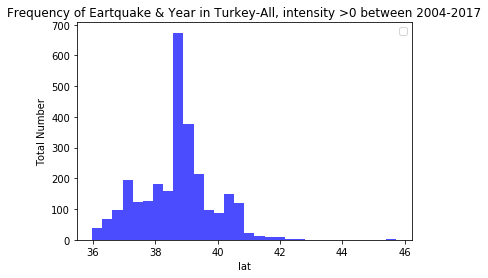 Frequency of Eartquake & Year in Turkey-All, intensity >0 between 2004-2017
700
600
500
400
300
200
100
0
Total Number
36 38 40 42 44 46
lat